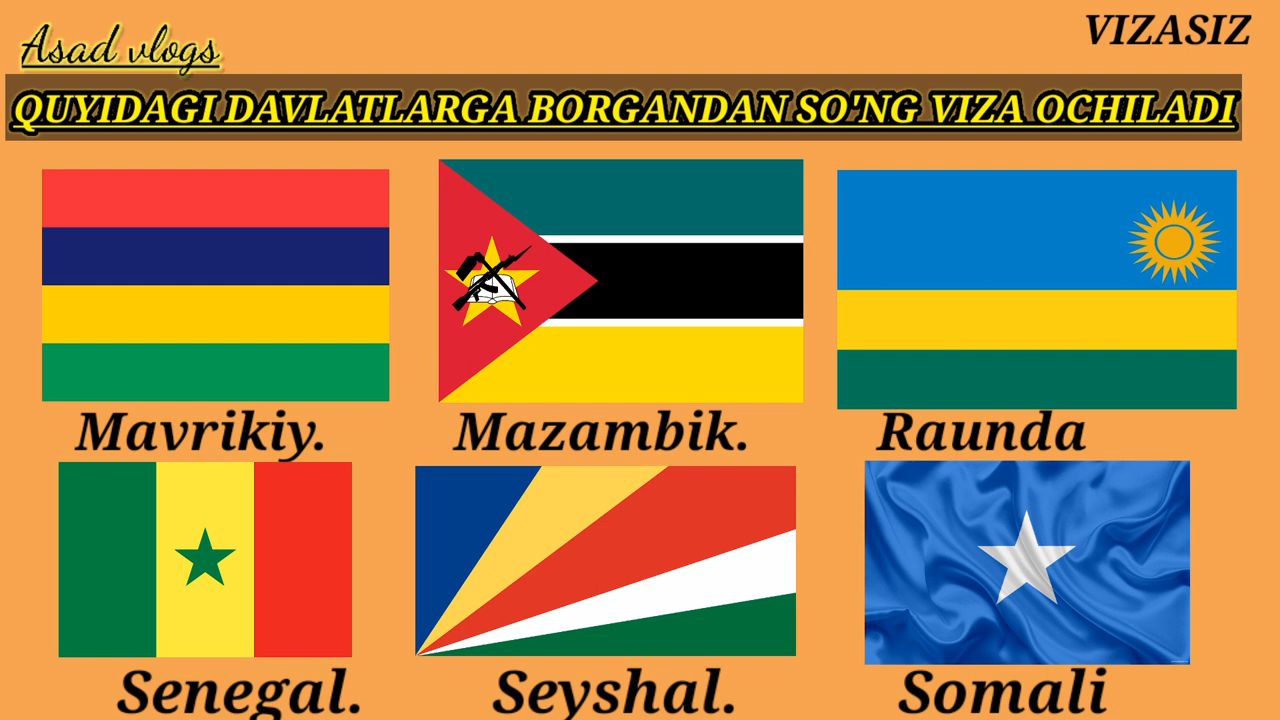 Asad vlogs
VIZASIZ
QUYIDAGI DAVLATLARGA BORGANDAN SO'NG VIZA OCHILADI
Mavrikiy.
Mazambik.
Raunda
Senegal.
Seyshal.
Somali